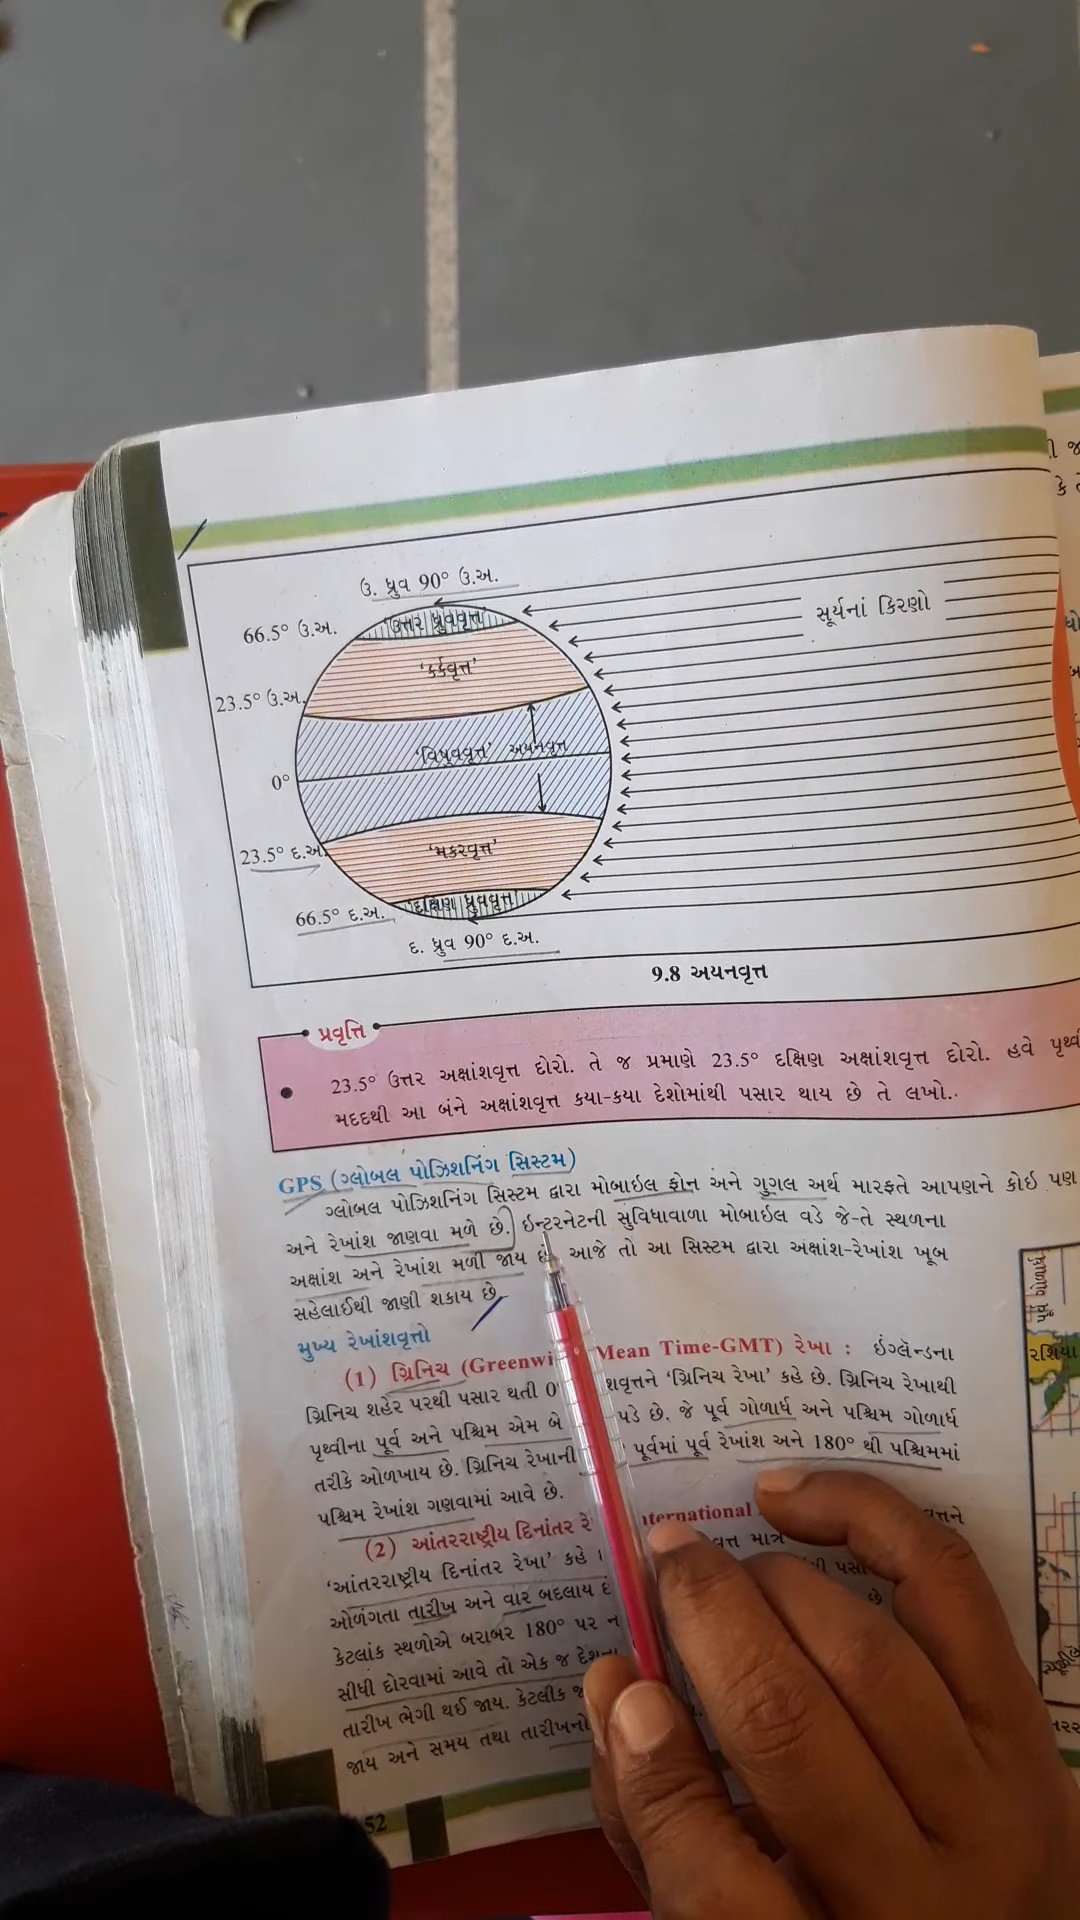 ઉ. ધ્રુવ 90° ઉ.અ.
66.5° ઉ.અ.
'ઉત્તર ધ્રુવવૃત્ત'
સૂર્યનાં કિરણો
'કર્કવૃત્ત'
23.5° ઉ.અ.
'વિષુવવૃત્ત' અયનવૃત્ત
0°
'મકરવૃત્ત'
23.5° દ.અ.
'દક્ષિણ ધ્રુવવૃત્ત'
66.5° દ.અ.
દ. ધ્રુવ 90° દ.અ.
9.8 અયનવૃત્ત
પ્રવૃત્તિ
• 23.5° ઉત્તર અક્ષાંશવૃત્ત દોરો. તે જ પ્રમાણે 23.5° દક્ષિણ અક્ષાંશવૃત્ત દોરો. હવે
મદદથી આ બંને અક્ષાંશવૃત્ત કયા-કયા દેશોમાંથી પસાર થાય છે તે લખો..
GPS (ગ્લોબલ પોઝિશનિંગ સિસ્ટમ)
ગ્લોબલ પોઝિશનિંગ સિસ્ટમ દ્વારા મોબાઇલ ફોન અને ગુગલ અર્થ મારફતે આપણને કોઈ પણ
અને રેખાંશ જાણવા મળે છે. ઇન્ટરનેટની સુવિધાવાળા મોબાઇલ વડે જે-તે સ્થળના
અક્ષાંશ અને રેખાંશ મળી જાય આજે તો આ સિસ્ટમ દ્વારા અક્ષાંશ-રેખાંશ ખૂબ
સહેલાઈથી જાણી શકાય છે.
મુખ્ય રેખાંશવૃત્તો
(1) ગ્રિનિચ Mean Time-GMT) રેખા : ઇંગ્લૅન્ડના
ગ્રિનિચ શહેર પરથી પસાર થતી 'ગ્રિનિચ રેખા' કહે છે. ગ્રિનિચ રેખાથી
પૃથ્વીના પૂર્વ અને પશ્ચિમ એમ બે પડે છે. જે પૂર્વ ગોળાર્ધ અને પશ્ચિમ ગોળાર્ધ
તરીકે ઓળખાય છે. ગ્રિનિચ રેખાની પૂર્વમાં પૂર્વ રેખાંશ અને 180° થી પશ્ચિમમાં
પશ્ચિમ રેખાંશ ગણવામાં આવે છે.
(2) આંતરરાષ્ટ્રીય દિનાંતર
'આંતરરાષ્ટ્રીય દિનાંતર રેખા' કહે માત્ર
ઓળંગતા તારીખ અને વાર બદલાય છે
કેટલાંક સ્થળોએ બરાબર 180° પર
સીધી દોરવામાં આવે તો એક જ
તારીખ ભેગી થઈ જાય. કેટલીક
જાય અને સમય તથા તારીખનો
52
રશિયા